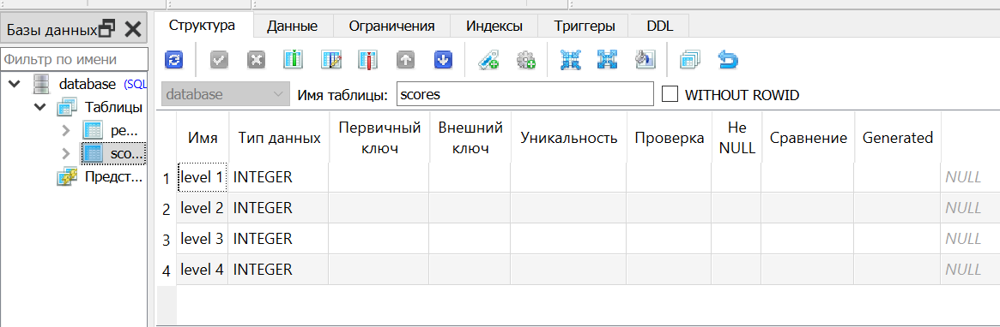 Базы данных
Фильтр по имени
database (SQL
Таблицы
pe...
sco...
Предст...
Структура Данные Ограничения Индексы Триггеры DDL
database Имя таблицы: scores WITHOUT ROWID
Имя Тип данных Первичный ключ Внешний ключ Уникальность Проверка Не NULL Сравнение Generated
1 level 1 INTEGER NULL
2 level 2 INTEGER NULL
3 level 3 INTEGER NULL
4 level 4 INTEGER NULL